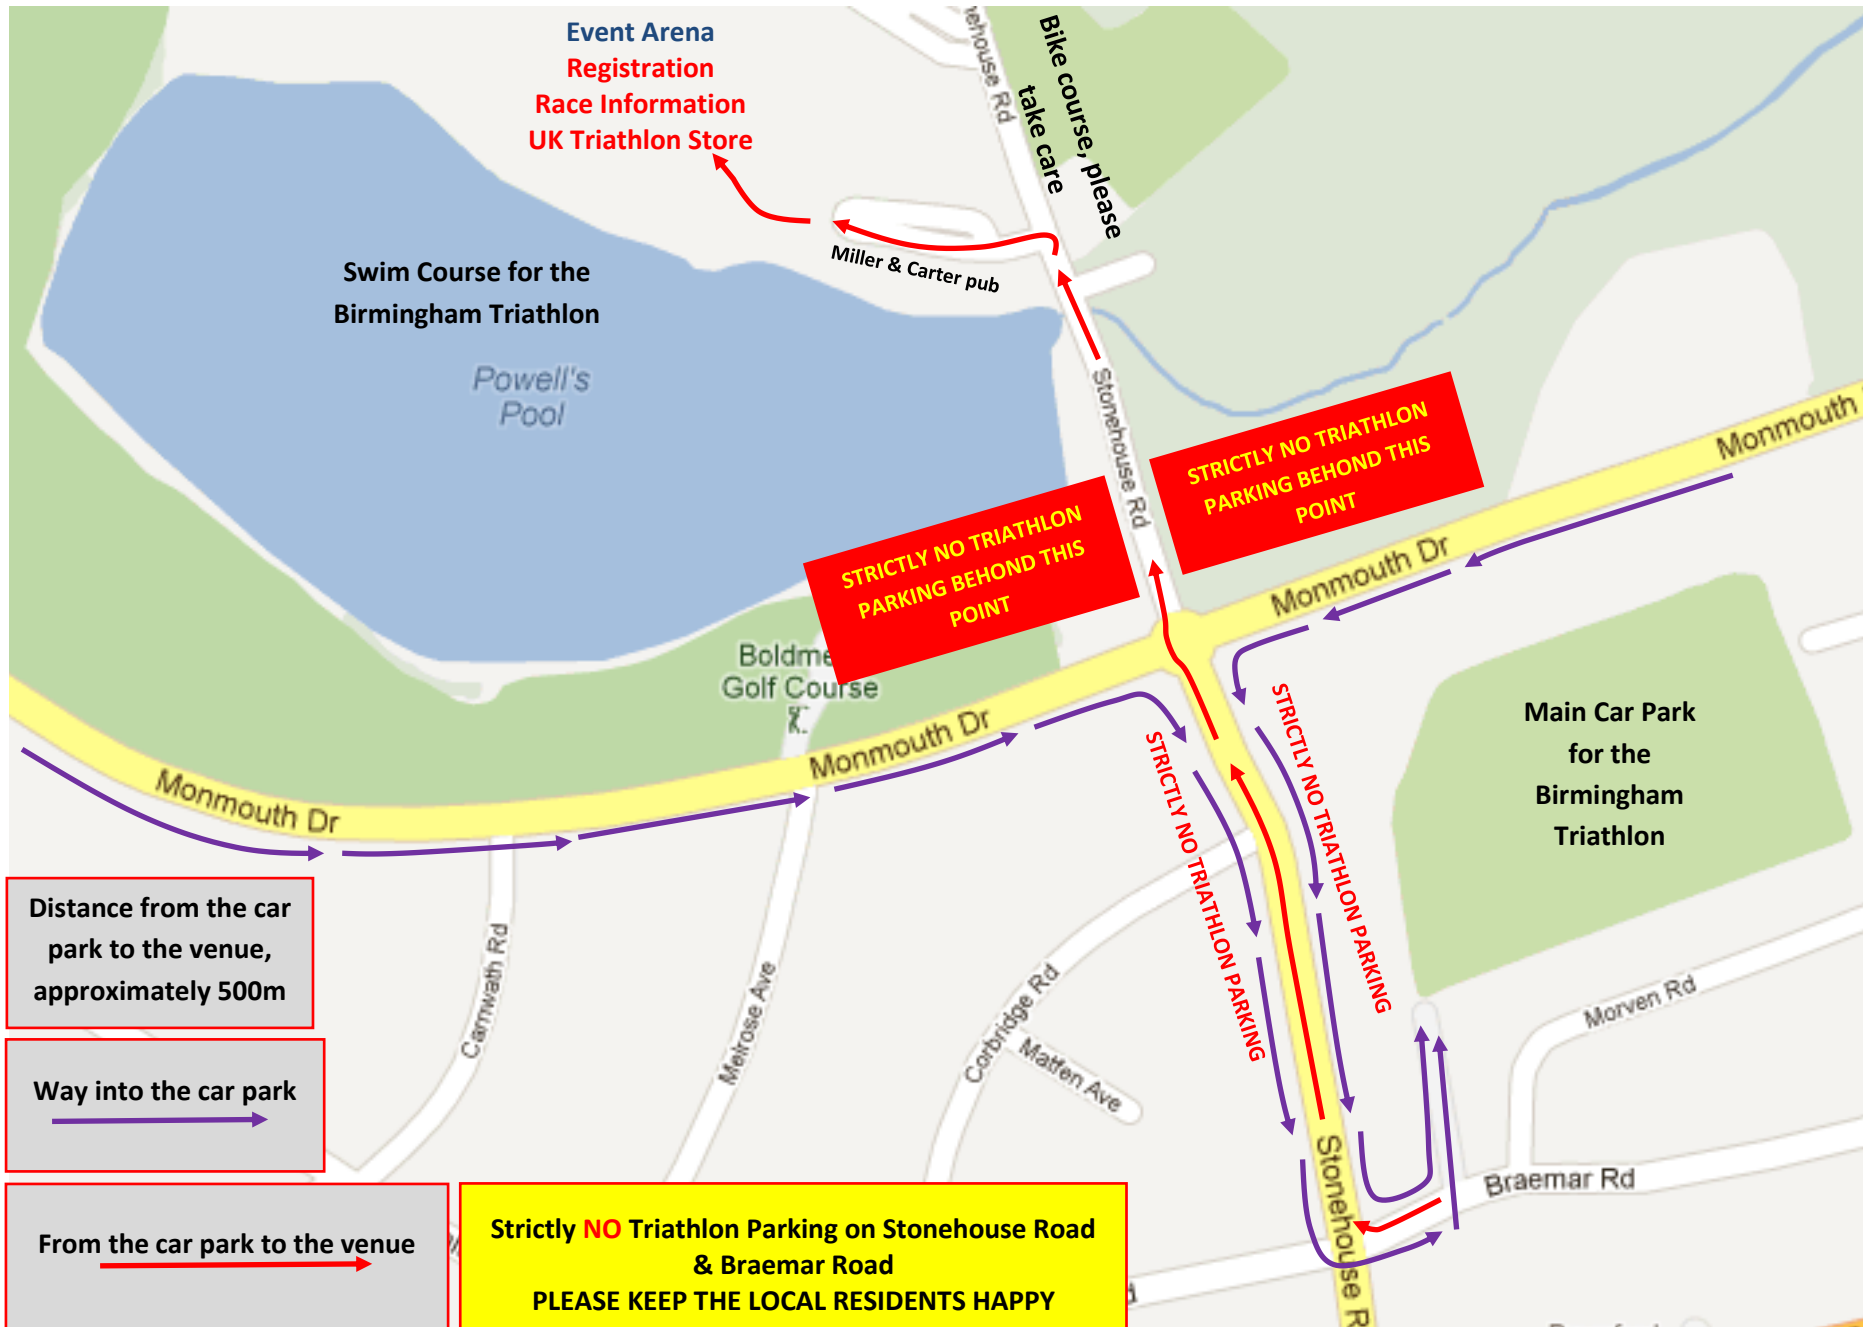 Event Arena
Registration
Race Information
UK Triathlon Store
ehouse Rd
Bike course, please
take care
Miller & Carter pub
Swim Course for the
Birmingham Triathlon
Powell's
Pool
Stonehouse Rd
STRICTLY NO TRIATHLON
PARKING BEHOND THIS
POINT
STRICTLY NO TRIATHLON
PARKING BEHOND THIS
POINT
Monmouth
Monmouth Dr
Boldme
Golf Course
Monmouth Dr
Monmouth Dr
STRICTLY NO TRIATHLON PARKING
STRICTLY NO TRIATHLON PARKING
Main Car Park
for the
Birmingham
Triathlon
Carnwath Rd
Melrose Ave
Corbridge Rd
Matfen Ave
Morven Rd
Braemar Rd
Stonehouse R
Distance from the car
park to the venue,
approximately 500m
Way into the car park
From the car park to the venue
Strictly NO Triathlon Parking on Stonehouse Road
& Braemar Road
PLEASE KEEP THE LOCAL RESIDENTS HAPPY